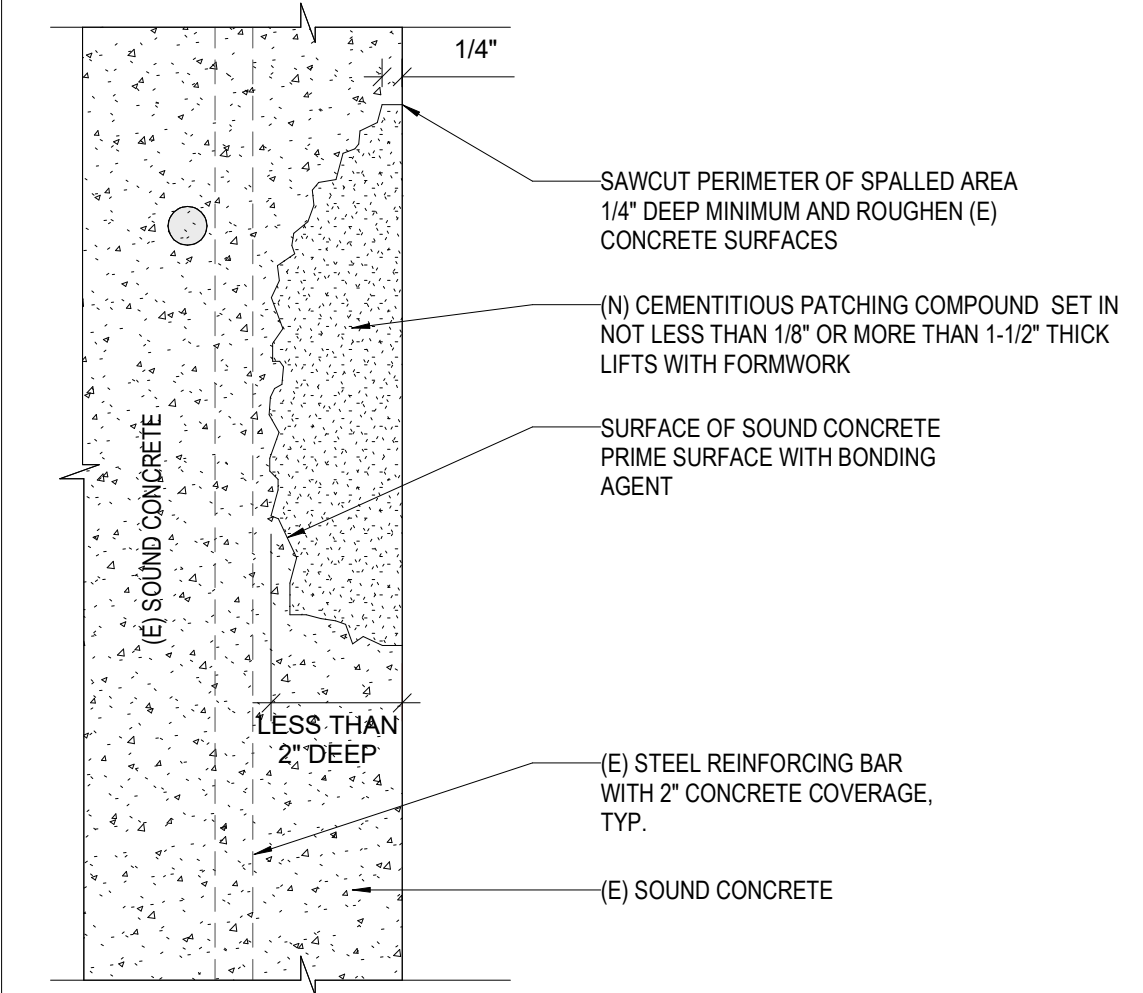 1/4"
SAWCUT PERIMETER OF SPALLED AREA
1/4" DEEP MINIMUM AND ROUGHEN (E)
CONCRETE SURFACES
(N) CEMENTITIOUS PATCHING COMPOUND SET IN
NOT LESS THAN 1/8" OR MORE THAN 1-1/2" THICK
LIFTS WITH FORMWORK
SURFACE OF SOUND CONCRETE
PRIME SURFACE WITH BONDING
AGENT
(E) SOUND CONCRETE
LESS THAN
2" DEEP
(E) STEEL REINFORCING BAR
WITH 2" CONCRETE COVERAGE,
TYP.
(E) SOUND CONCRETE